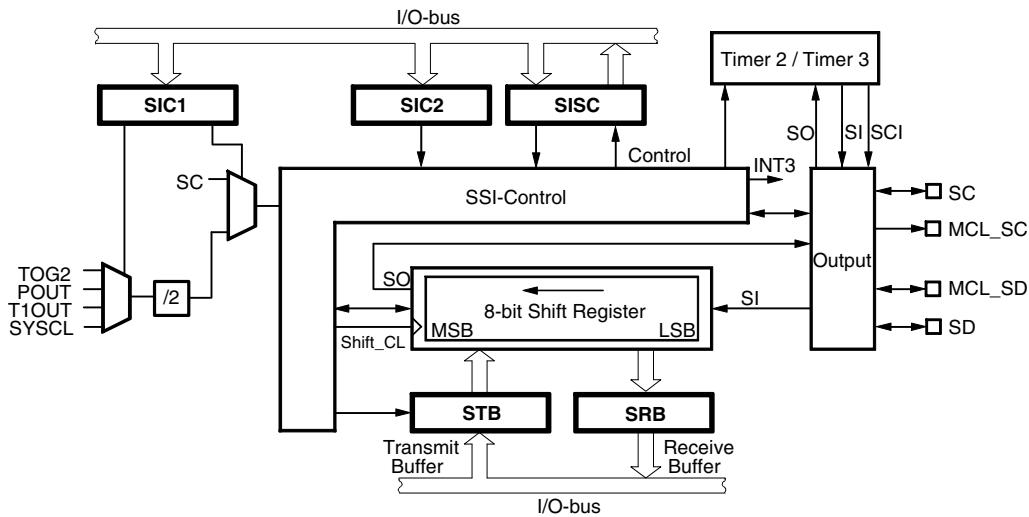 I/O-bus
SIC1
SIC2
SISC
Timer 2 / Timer 3
SO
SI
SCI
Control
INT3
SC
SSI-Control
SC
MCL_SC
Output
MCL_SD
SD
TOG2
POUT
T1OUT
SYSCL
/2
SO
8-bit Shift Register
MSB
LSB
SI
Shift_CL
STB
SRB
Transmit
Buffer
Receive
Buffer
I/O-bus